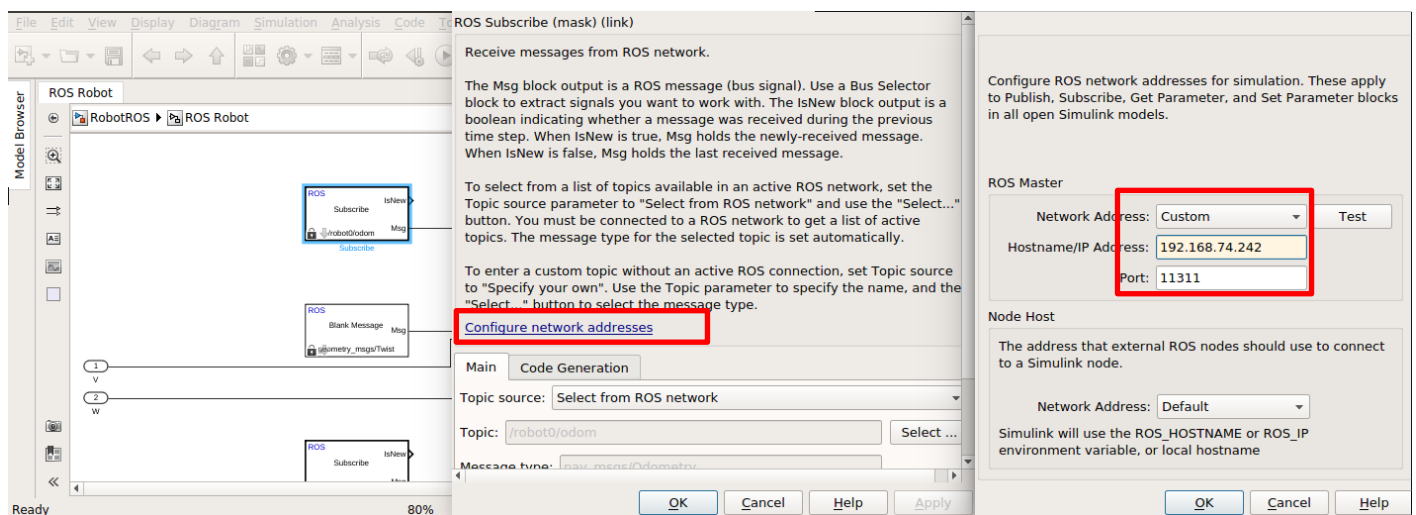 File Edit View Display Diagram Simulation Analysis Code
Model Browser
ROS Robot
RobotROS ▶ ROS Robot
ROS
Subscribe
IsNew
/robot0/odom
Msg
Subscribe
ROS
Blank Message
Msg
geometry_msgs/Twist
1
V
2
W
ROS
Subscribe
IsNew
Ready
80%
ROS Subscribe (mask) (link)
Receive messages from ROS network.
The Msg block output is a ROS message (bus signal). Use a Bus Selector
block to extract signals you want to work with. The IsNew block output is a
boolean indicating whether a message was received during the previous
time step. When IsNew is true, Msg holds the newly-received message.
When IsNew is false, Msg holds the last received message.
To select from a list of topics available in an active ROS network, set the
Topic source parameter to "Select from ROS network" and use the "Select..."
button. You must be connected to a ROS network to get a list of active
topics. The message type for the selected topic is set automatically.
To enter a custom topic without an active ROS connection, set Topic source
to "Specify your own". Use the Topic parameter to specify the name, and the
"Select..." button to select the message type.
Configure network addresses
Main Code Generation
Topic source: Select from ROS network
Topic: /robot0/odom Select ...
Message type: nav_msgs/Odometry
OK Cancel Help Apply
Configure ROS network addresses for simulation. These apply
to Publish, Subscribe, Get Parameter, and Set Parameter blocks
in all open Simulink models.
ROS Master
Network Address: Custom Test
Hostname/IP Address: 192.168.74.242
Port: 11311
Node Host
The address that external ROS nodes should use to connect
to a Simulink node.
Network Address: Default
Simulink will use the ROS_HOSTNAME or ROS_IP
environment variable, or local hostname
OK Cancel Help